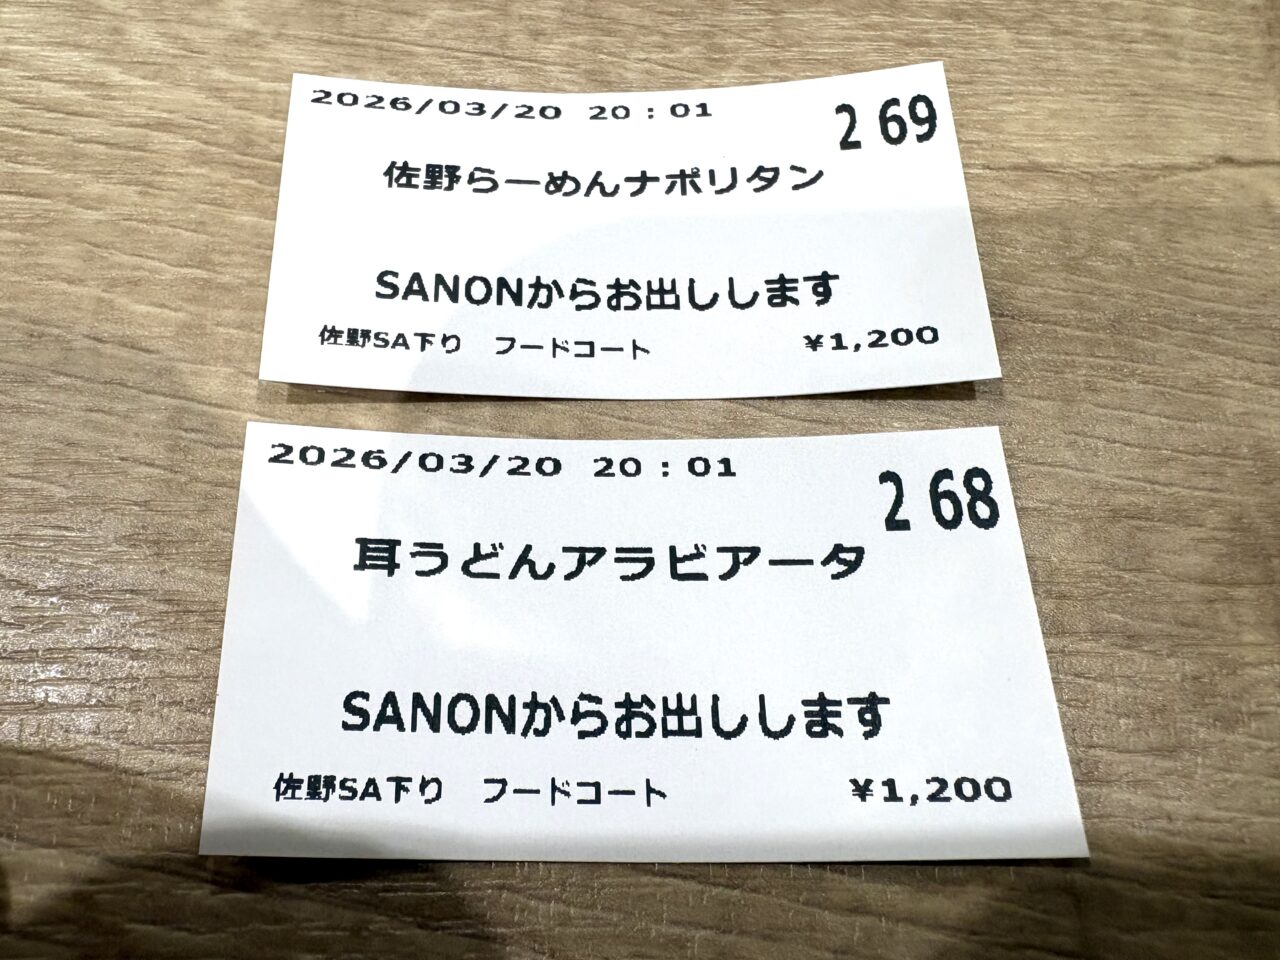 2026/03/20 20：01
2 69
佐野らーめんナポリタン
SANONからお出しします
佐野SA下り　フードコート
¥1,200
2026/03/20 20：01
2 68
耳うどんアラビアータ
SANONからお出しします
佐野SA下り　フードコート
¥1,200